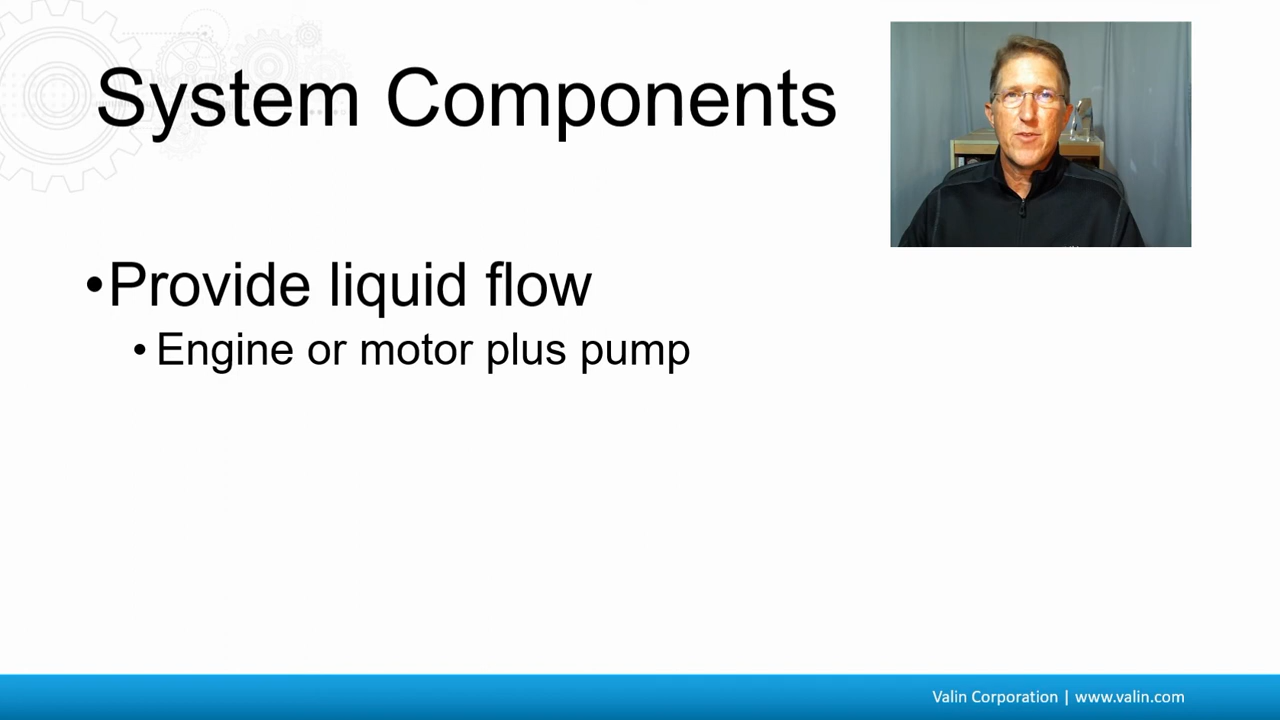 System Components
•Provide liquid flow
• Engine or motor plus pump
Valin Corporation | www.valin.com